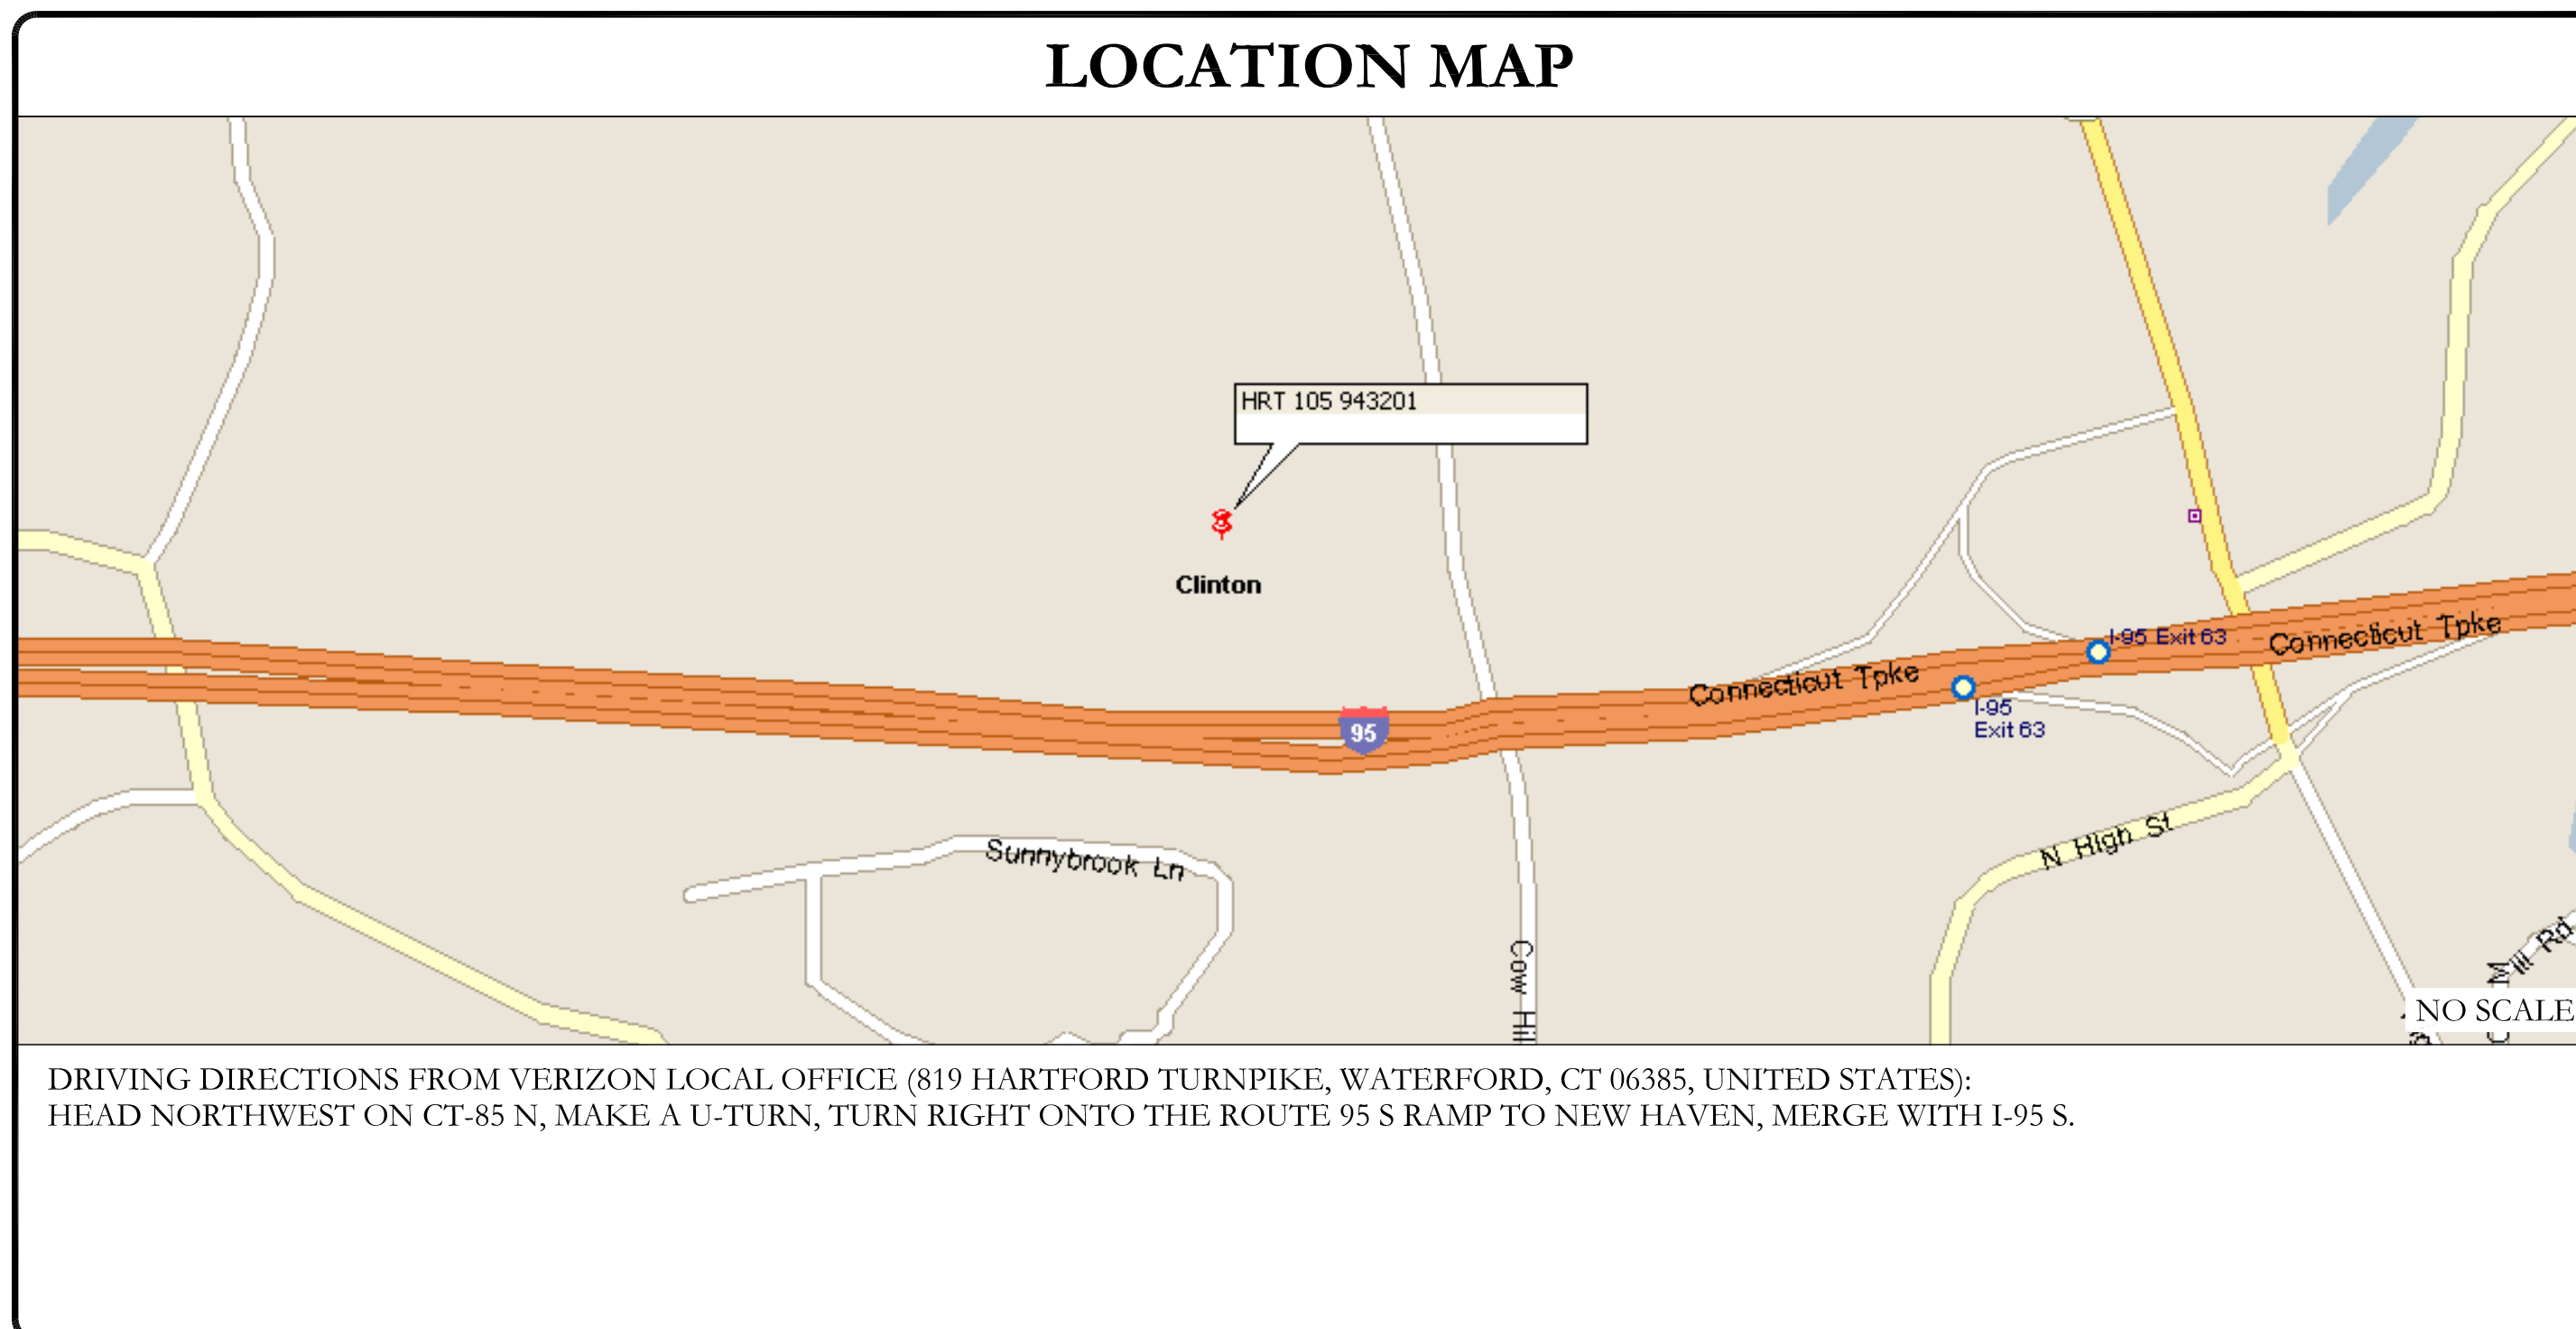 LOCATION MAP
HRT 105 943201
Clinton
I-95 Exit 63
Connecticut Tpke
Connecticut Tpke
I-95
Exit 63
95
N High St
Sunnybrook Ln
Cow Hil
Mill Rd
NO SCALE
DRIVING DIRECTIONS FROM VERIZON LOCAL OFFICE (819 HARTFORD TURNPIKE, WATERFORD, CT 06385, UNITED STATES):
HEAD NORTHWEST ON CT-85 N, MAKE A U-TURN, TURN RIGHT ONTO THE ROUTE 95 S RAMP TO NEW HAVEN, MERGE WITH I-95 S.